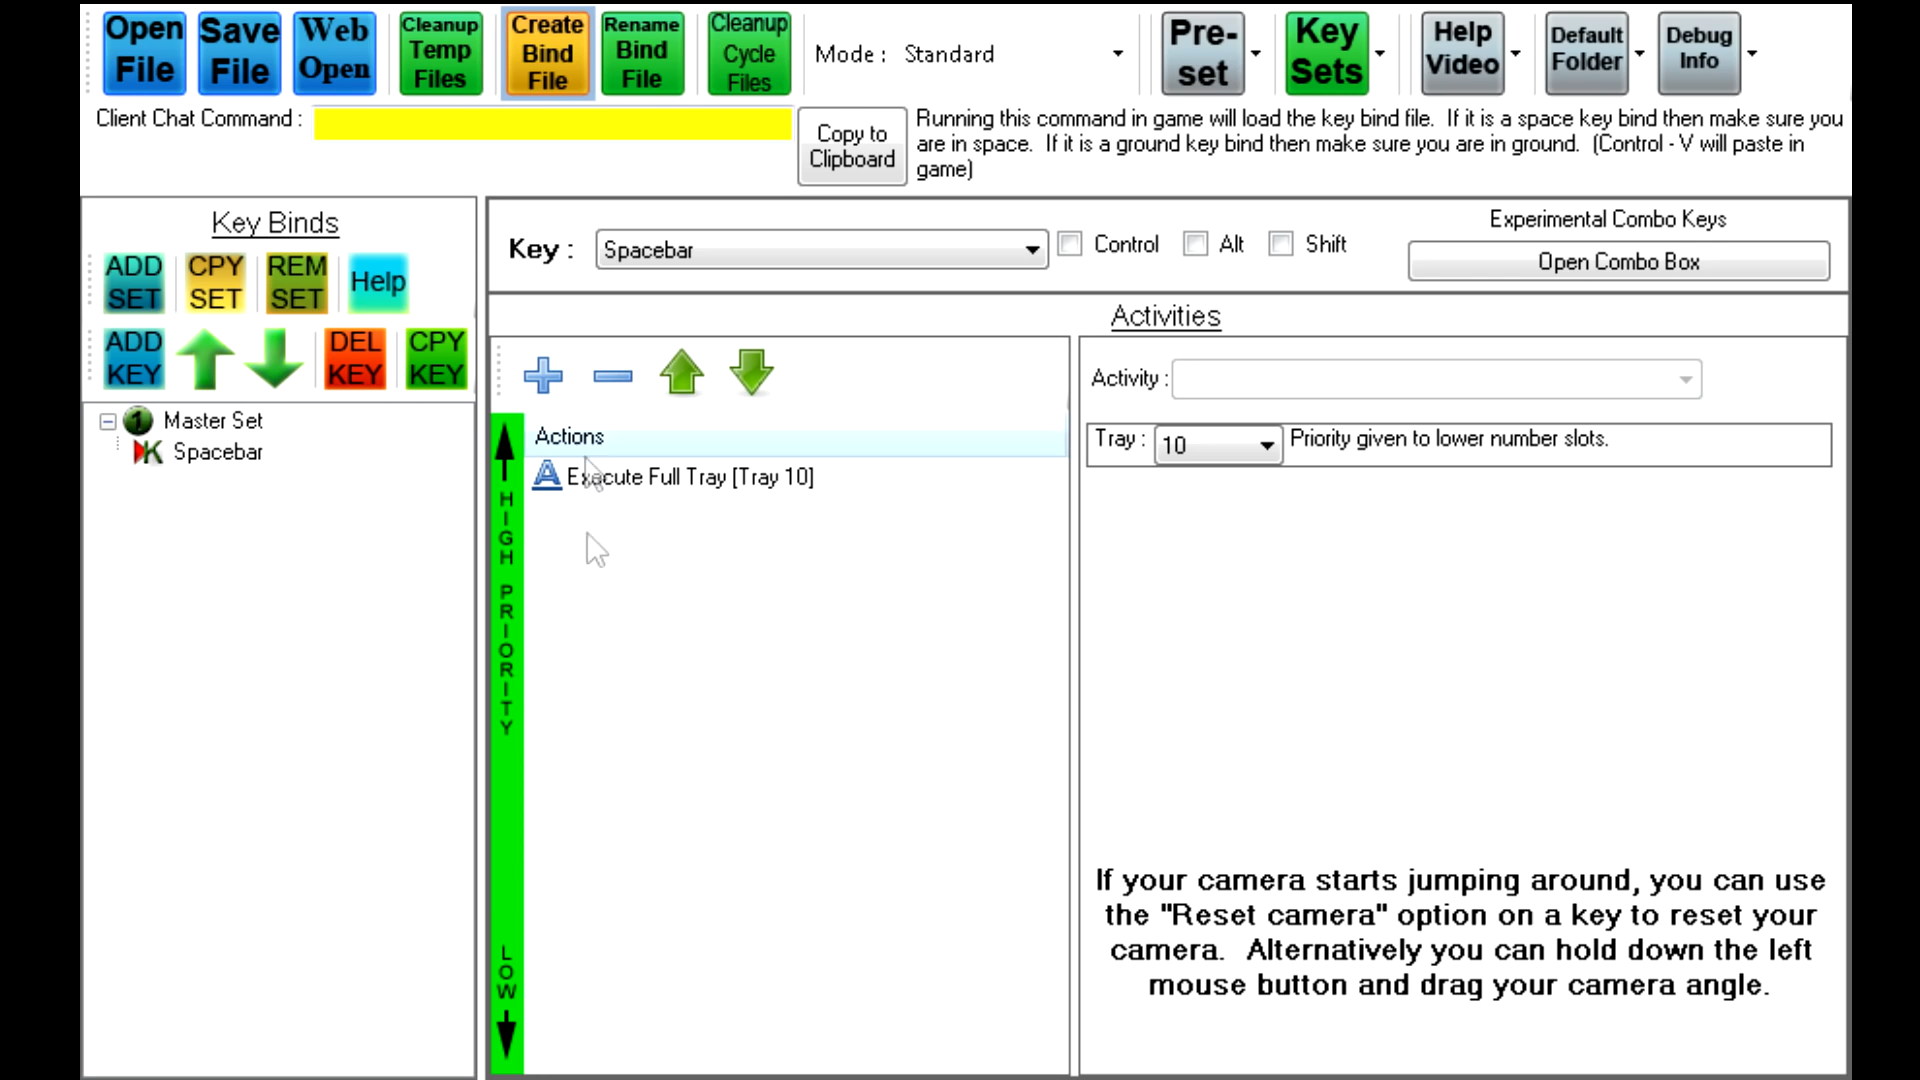 Open File
Save File
Web Open
Cleanup Temp Files
Create Bind File
Rename Bind File
Cleanup Cycle Files
Mode : Standard
Pre-set
Key Sets
Help Video
Default Folder
Debug Info
Client Chat Command :
Copy to Clipboard
Running this command in game will load the key bind file. If it is a space key bind then make sure you
are in space. If it is a ground key bind then make sure you are in ground. (Control - V will paste in
game)
Key Binds
ADD SET
CPY SET
REM SET
Help
ADD KEY
DEL KEY
CPY KEY
1 Master Set
K Spacebar
Key : Spacebar
Control
Alt
Shift
Experimental Combo Keys
Open Combo Box
Activities
HIGH PRIORITY LOW
Actions
A Execute Full Tray [Tray 10]
Activity :
Tray : 10 Priority given to lower number slots.
If your camera starts jumping around, you can use
the "Reset camera" option on a key to reset your
camera. Alternatively you can hold down the left
mouse button and drag your camera angle.